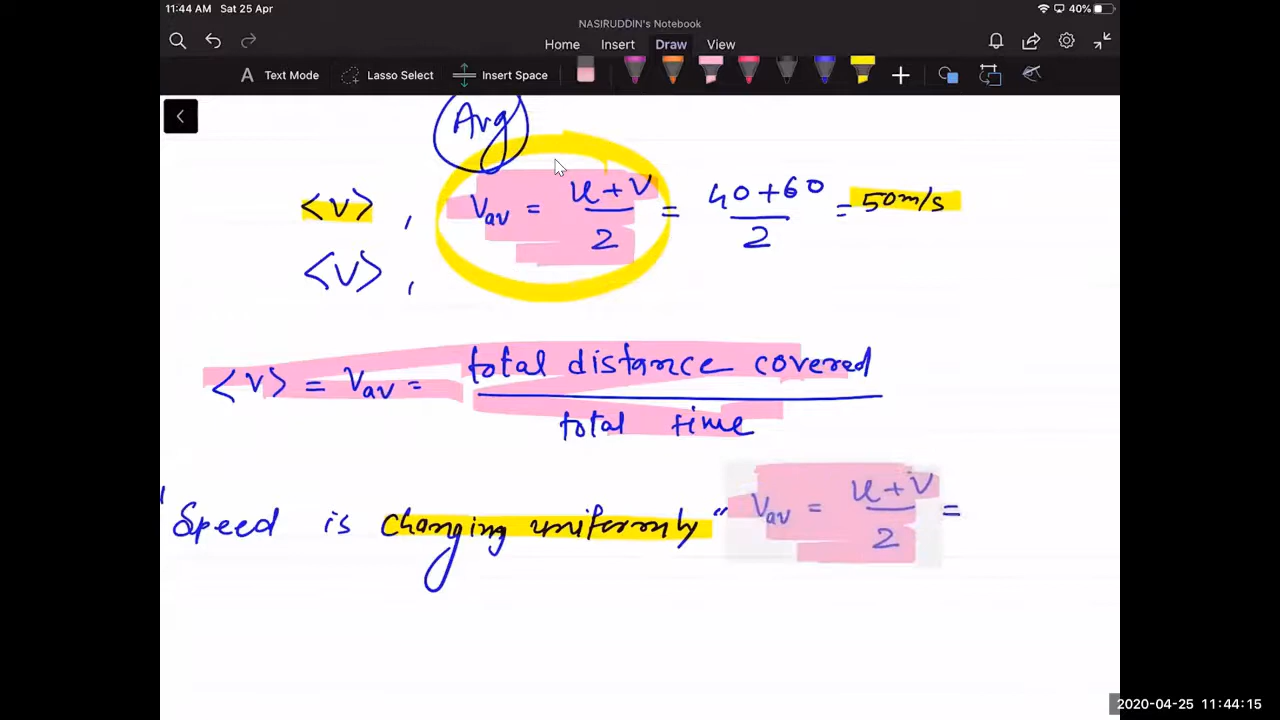 11:44 AM Sat 25 Apr
40%
NASIRUDDIN's Notebook
Home Insert Draw View
Text Mode Lasso Select Insert Space
Avg
<v> , Vav = u+v/2 = 40+60/2 = 50m/s
<v> ,
<v> = Vav = total distance covered
total time
"Speed is changing uniformly" Vav = u+v/2 =
2020-04-25 11:44:15